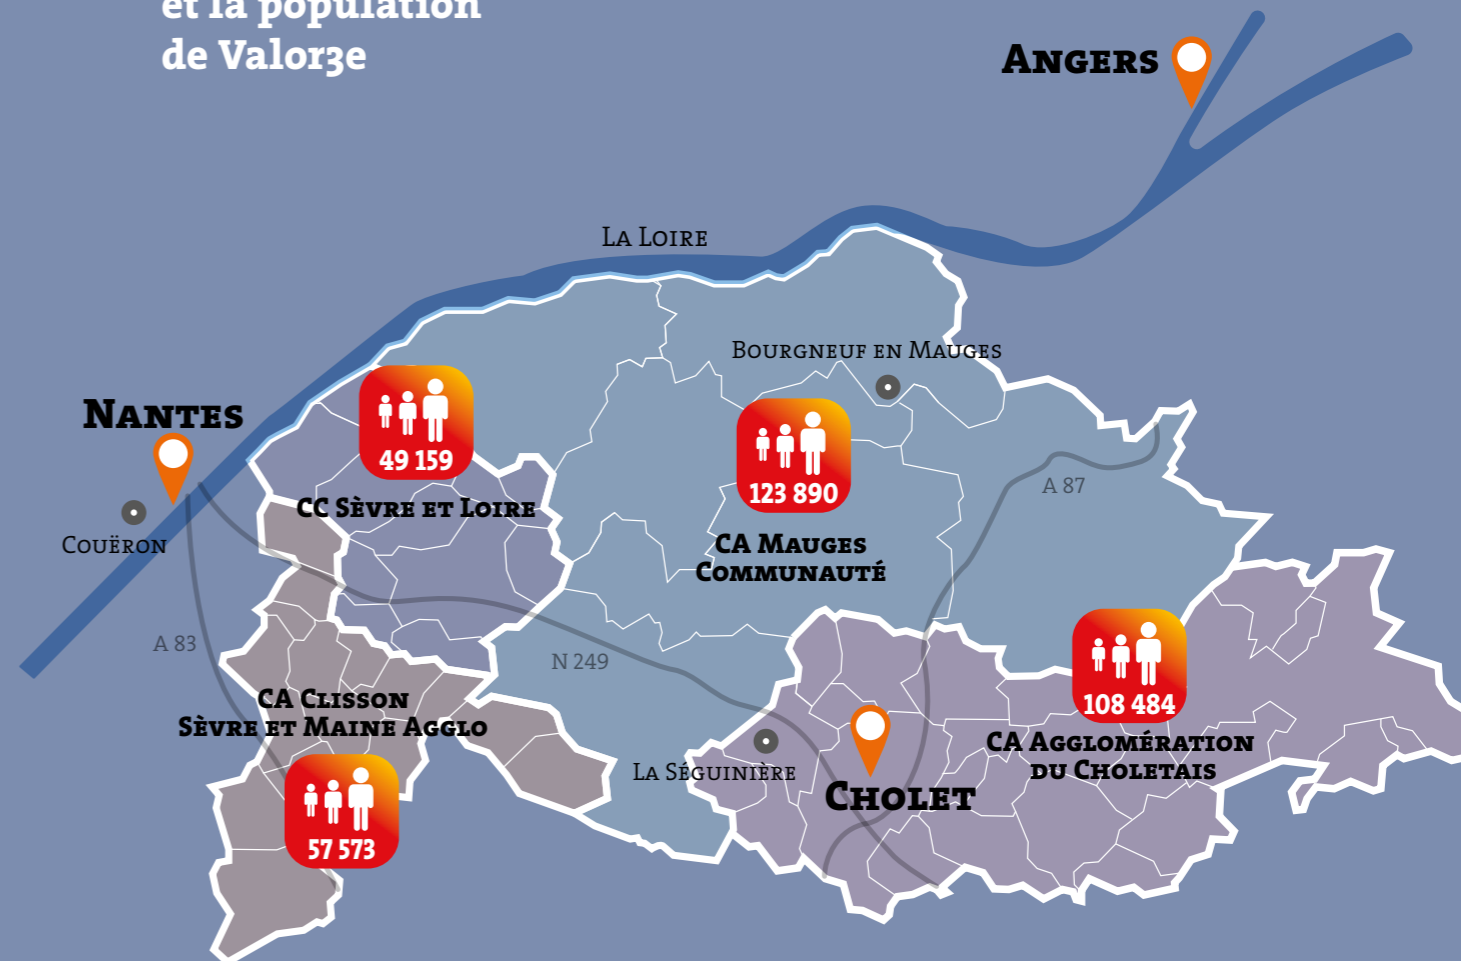 et la population
de Valor3e
Angers
La Loire
Bourgneuf en Mauges
Nantes
49 159
123 890
A 87
CC Sèvre et Loire
Couëron
CA Mauges
Communauté
A 83
N 249
108 484
CA Clisson
Sèvre et Maine Agglo
CA Agglomération
du Choletais
La Séguinière
Cholet
57 573